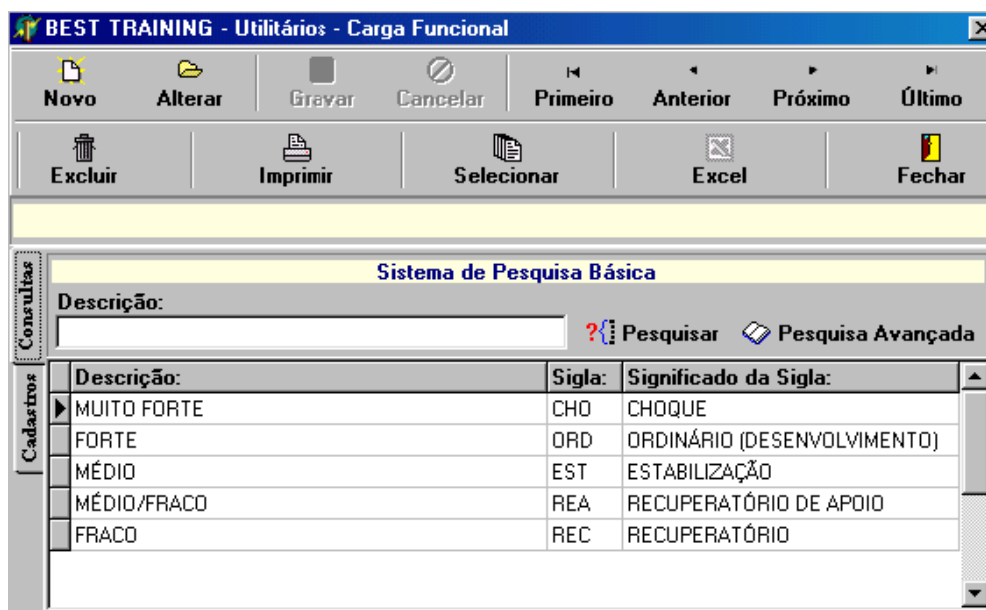 BEST TRAINING - Utilitários - Carga Funcional
Novo Alterar Gravar Cancelar Primeiro Anterior Próximo Último
Excluir Imprimir Selecionar Excel Fechar
Consultas
Cadastros
Sistema de Pesquisa Básica
Descrição:
?{ Pesquisar Pesquisa Avançada
Descrição: Sigla: Significado da Sigla:
MUITO FORTE CHO CHOQUE
FORTE ORD ORDINÁRIO (DESENVOLVIMENTO)
MÉDIO EST ESTABILIZAÇÃO
MÉDIO/FRACO REA RECUPERATÓRIO DE APOIO
FRACO REC RECUPERATÓRIO